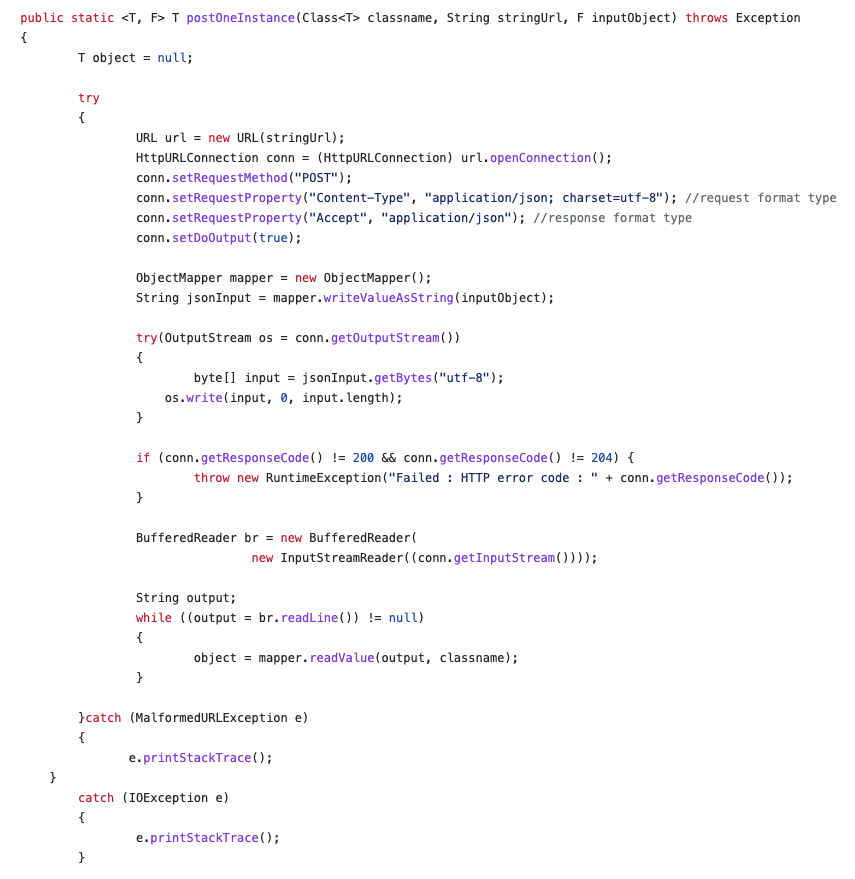 public static <T, F> T postOneInstance(Class<T> classname, String stringUrl, F inputObject) throws Exception
{
T object = null;
try
{
URL url = new URL(stringUrl);
HttpURLConnection conn = (HttpURLConnection) url.openConnection();
conn.setRequestMethod("POST");
conn.setRequestProperty("Content-Type", "application/json; charset=utf-8"); //request format type
conn.setRequestProperty("Accept", "application/json"); //response format type
conn.setDoOutput(true);
ObjectMapper mapper = new ObjectMapper();
String jsonInput = mapper.writeValueAsString(inputObject);
try(OutputStream os = conn.getOutputStream())
{
byte[] input = jsonInput.getBytes("utf-8");
os.write(input, 0, input.length);
}
if (conn.getResponseCode() != 200 && conn.getResponseCode() != 204) {
throw new RuntimeException("Failed : HTTP error code : " + conn.getResponseCode());
}
BufferedReader br = new BufferedReader(
new InputStreamReader((conn.getInputStream())));
String output;
while ((output = br.readLine()) != null)
{
object = mapper.readValue(output, classname);
}
}catch (MalformedURLException e)
{
e.printStackTrace();
}
catch (IOException e)
{
e.printStackTrace();
}